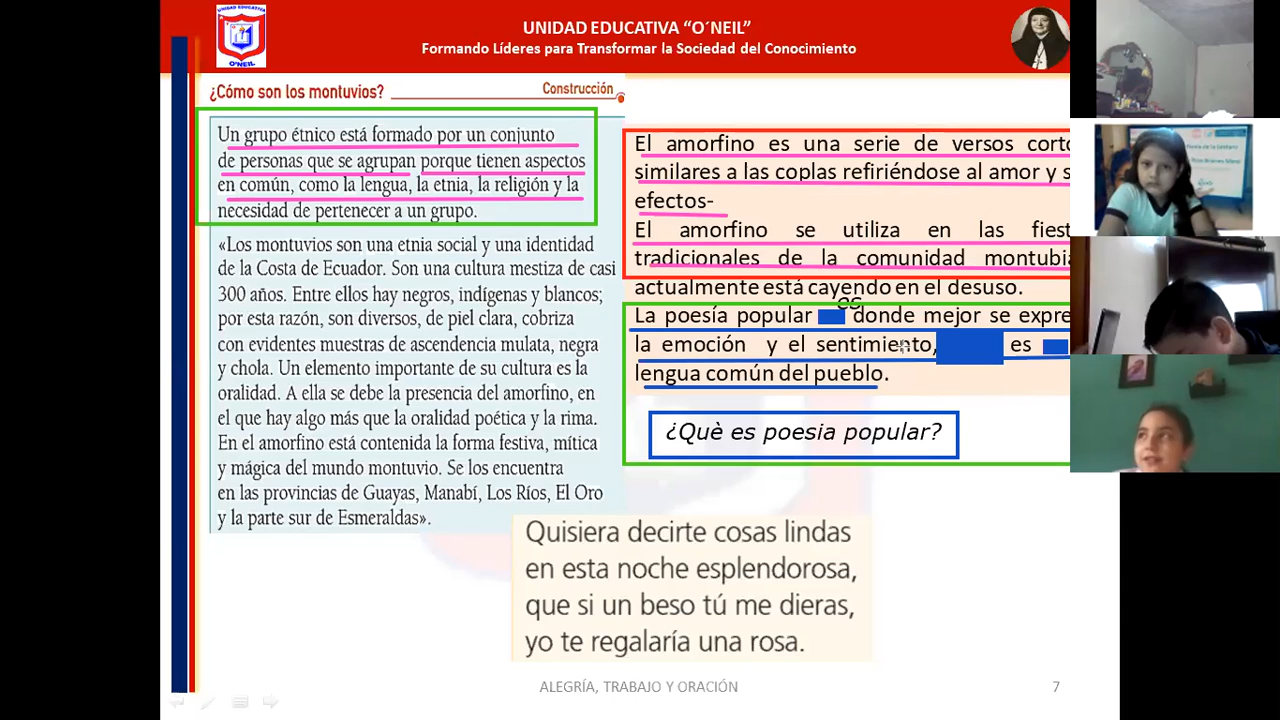 UNIDAD EDUCATIVA
O´NEIL
UNIDAD EDUCATIVA “O´NEIL”
Formando Líderes para Transformar la Sociedad del Conocimiento
¿Cómo son los montuvios?
Construcción
Un grupo étnico está formado por un conjunto
de personas que se agrupan porque tienen aspectos
en común, como la lengua, la etnia, la religión y la
necesidad de pertenecer a un grupo.
«Los montuvios son una etnia social y una identidad
de la Costa de Ecuador. Son una cultura mestiza de casi
300 años. Entre ellos hay negros, indígenas y blancos;
por esta razón, son diversos, de piel clara, cobriza
con evidentes muestras de ascendencia mulata, negra
y chola. Un elemento importante de su cultura es la
oralidad. A ella se debe la presencia del amorfino, en
el que hay algo más que la oralidad poética y la rima.
En el amorfino está contenida la forma festiva, mítica
y mágica del mundo montuvio. Se los encuentra
en las provincias de Guayas, Manabí, Los Ríos, El Oro
y la parte sur de Esmeraldas».
El amorfino es una serie de versos corto
similares a las coplas refiriéndose al amor y s
efectos-
El amorfino se utiliza en las fiest
tradicionales de la comunidad montubia
actualmente está cayendo en el desuso.
es
La poesía popular donde mejor se expre
la emoción y el sentimiento, es
lengua común del pueblo.
¿Què es poesia popular?
Quisiera decirte cosas lindas
en esta noche esplendorosa,
que si un beso tú me dieras,
yo te regalaría una rosa.
ALEGRÍA, TRABAJO Y ORACIÓN
7